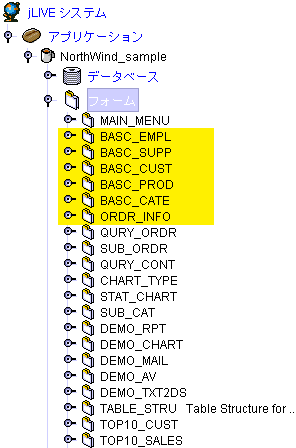 jLIVE システム
アプリケーション
NorthWind_sample
データベース
フォーム
MAIN_MENU
BASC_EMPL
BASC_SUPP
BASC_CUST
BASC_PROD
BASC_CATE
ORDR_INFO
QURY_ORDR
SUB_ORDR
QURY_CONT
CHART_TYPE
STAT_CHART
SUB_CAT
DEMO_RPT
DEMO_CHART
DEMO_MAIL
DEMO_AV
DEMO_TXT2DS
TABLE_STRU Table Structure for ..
TOP10_CUST
TOP10_SALES